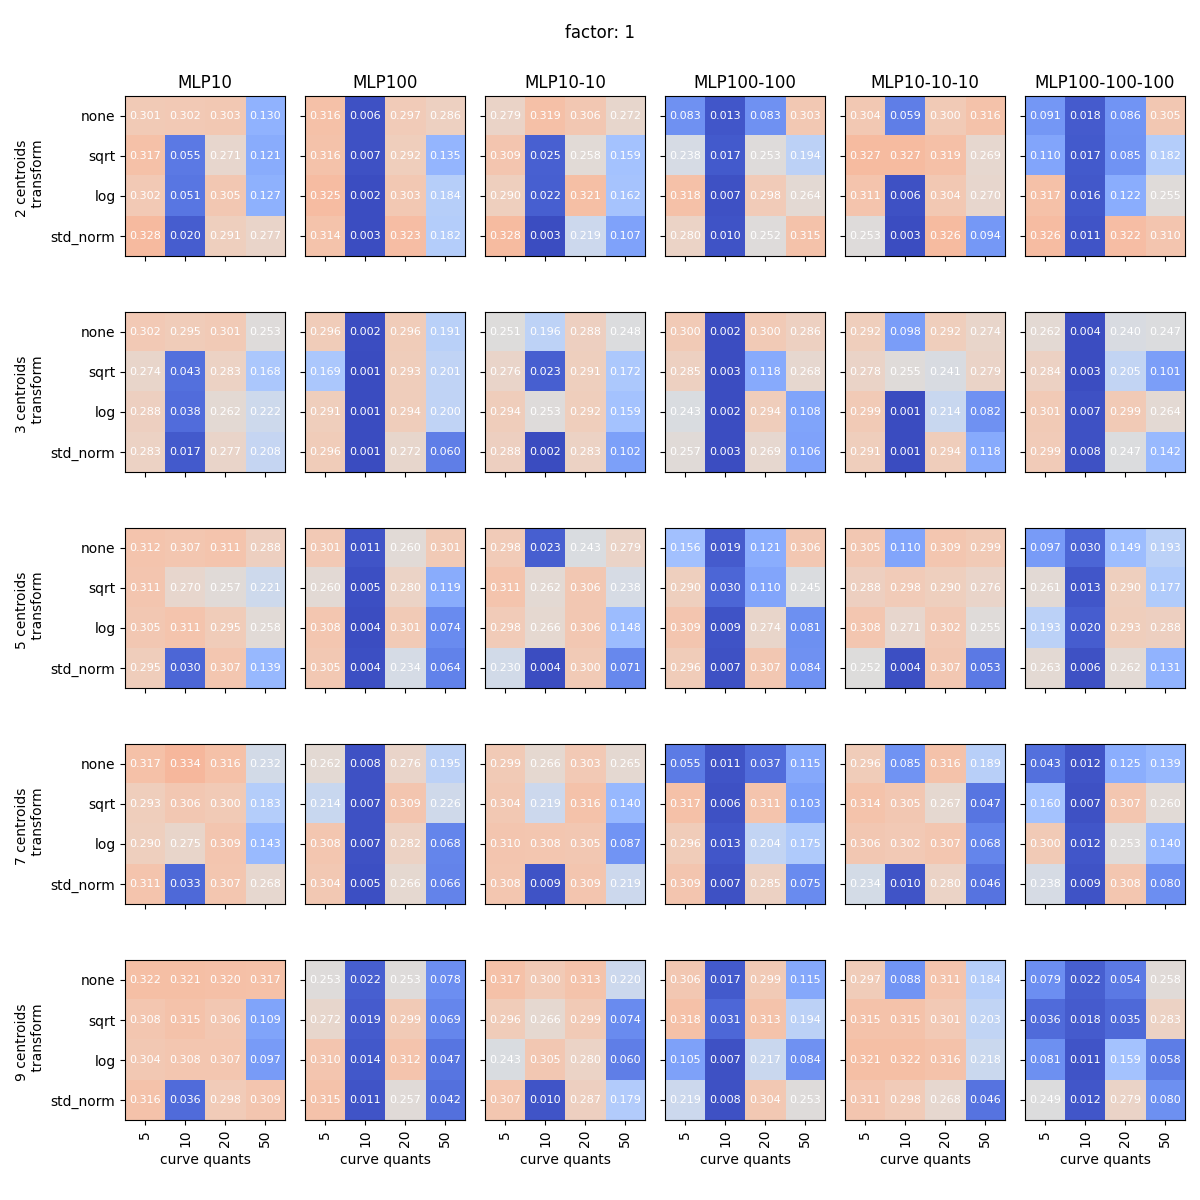 factor: 1
MLP10 MLP100 MLP10-10 MLP100-100 MLP10-10-10 MLP100-100-100
2 centroids
transform
none 0.301 0.302 0.303 0.130 0.316 0.006 0.297 0.286 0.279 0.319 0.306 0.272 0.083 0.013 0.083 0.303 0.304 0.059 0.300 0.316 0.091 0.018 0.086 0.305
sqrt 0.317 0.055 0.271 0.121 0.316 0.007 0.292 0.135 0.309 0.025 0.258 0.159 0.238 0.017 0.253 0.194 0.327 0.327 0.319 0.269 0.110 0.017 0.085 0.182
log 0.302 0.051 0.305 0.127 0.325 0.002 0.303 0.184 0.290 0.022 0.321 0.162 0.318 0.007 0.298 0.264 0.311 0.006 0.304 0.270 0.317 0.016 0.122 0.255
std_norm 0.328 0.020 0.291 0.277 0.314 0.003 0.323 0.182 0.328 0.003 0.219 0.107 0.280 0.010 0.252 0.315 0.253 0.003 0.326 0.094 0.326 0.011 0.322 0.310
3 centroids
transform
none 0.302 0.295 0.301 0.253 0.296 0.002 0.296 0.191 0.251 0.196 0.288 0.248 0.300 0.002 0.300 0.286 0.292 0.098 0.292 0.274 0.262 0.004 0.240 0.247
sqrt 0.274 0.043 0.283 0.168 0.169 0.001 0.293 0.201 0.276 0.023 0.291 0.172 0.285 0.003 0.118 0.268 0.278 0.255 0.241 0.279 0.284 0.003 0.205 0.101
log 0.288 0.038 0.262 0.222 0.291 0.001 0.294 0.200 0.294 0.253 0.292 0.159 0.243 0.002 0.294 0.108 0.299 0.001 0.214 0.082 0.301 0.007 0.299 0.264
std_norm 0.283 0.017 0.277 0.208 0.296 0.001 0.272 0.060 0.288 0.002 0.283 0.102 0.257 0.003 0.269 0.106 0.291 0.001 0.294 0.118 0.299 0.008 0.247 0.142
5 centroids
transform
none 0.312 0.307 0.311 0.288 0.301 0.011 0.260 0.301 0.298 0.023 0.243 0.279 0.156 0.019 0.121 0.306 0.305 0.110 0.309 0.299 0.097 0.030 0.149 0.193
sqrt 0.311 0.270 0.257 0.221 0.260 0.005 0.280 0.119 0.311 0.262 0.306 0.238 0.290 0.030 0.110 0.245 0.288 0.298 0.290 0.276 0.261 0.013 0.290 0.177
log 0.305 0.311 0.295 0.258 0.308 0.004 0.301 0.074 0.298 0.266 0.306 0.148 0.309 0.009 0.274 0.081 0.308 0.271 0.302 0.255 0.193 0.020 0.293 0.288
std_norm 0.295 0.030 0.307 0.139 0.305 0.004 0.234 0.064 0.230 0.004 0.300 0.071 0.296 0.007 0.307 0.084 0.252 0.004 0.307 0.053 0.263 0.006 0.262 0.131
7 centroids
transform
none 0.317 0.334 0.316 0.232 0.262 0.008 0.276 0.195 0.299 0.266 0.303 0.265 0.055 0.011 0.037 0.115 0.296 0.085 0.316 0.189 0.043 0.012 0.125 0.139
sqrt 0.293 0.306 0.300 0.183 0.214 0.007 0.309 0.226 0.304 0.219 0.316 0.140 0.317 0.006 0.311 0.103 0.314 0.305 0.267 0.047 0.160 0.007 0.307 0.260
log 0.290 0.275 0.309 0.143 0.308 0.007 0.282 0.068 0.310 0.308 0.305 0.087 0.296 0.013 0.204 0.175 0.306 0.302 0.307 0.068 0.300 0.012 0.253 0.140
std_norm 0.311 0.033 0.307 0.268 0.304 0.005 0.266 0.066 0.308 0.009 0.309 0.219 0.309 0.007 0.285 0.075 0.234 0.010 0.280 0.046 0.238 0.009 0.308 0.080
9 centroids
transform
none 0.322 0.321 0.320 0.317 0.253 0.022 0.253 0.078 0.317 0.300 0.313 0.220 0.306 0.017 0.299 0.115 0.297 0.088 0.311 0.184 0.079 0.022 0.054 0.258
sqrt 0.308 0.315 0.306 0.109 0.272 0.019 0.299 0.069 0.296 0.266 0.299 0.074 0.318 0.031 0.313 0.194 0.315 0.315 0.301 0.203 0.036 0.018 0.035 0.283
log 0.304 0.308 0.307 0.097 0.310 0.014 0.312 0.047 0.243 0.305 0.280 0.060 0.105 0.007 0.217 0.084 0.321 0.322 0.316 0.218 0.081 0.011 0.159 0.058
std_norm 0.316 0.036 0.298 0.309 0.315 0.011 0.257 0.042 0.307 0.010 0.287 0.179 0.219 0.008 0.304 0.253 0.311 0.298 0.268 0.046 0.249 0.012 0.279 0.080
5 10 20 50 5 10 20 50 5 10 20 50 5 10 20 50 5 10 20 50 5 10 20 50
curve quants curve quants curve quants curve quants curve quants curve quants